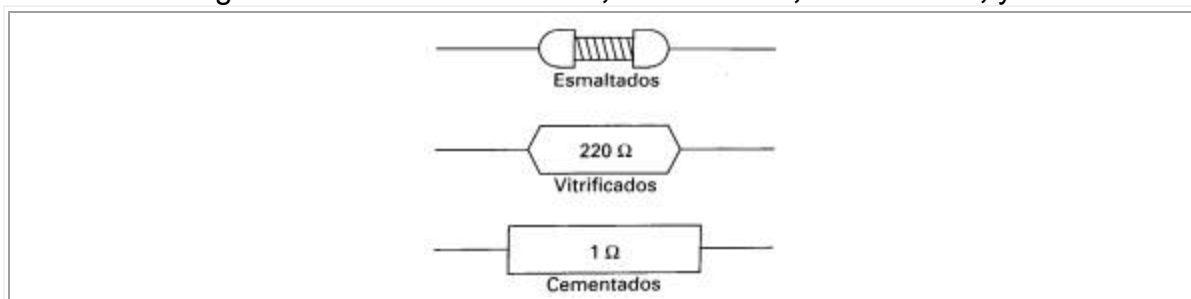 Esmaltados
220 Ω
Vitrificados
1 Ω
Cementados